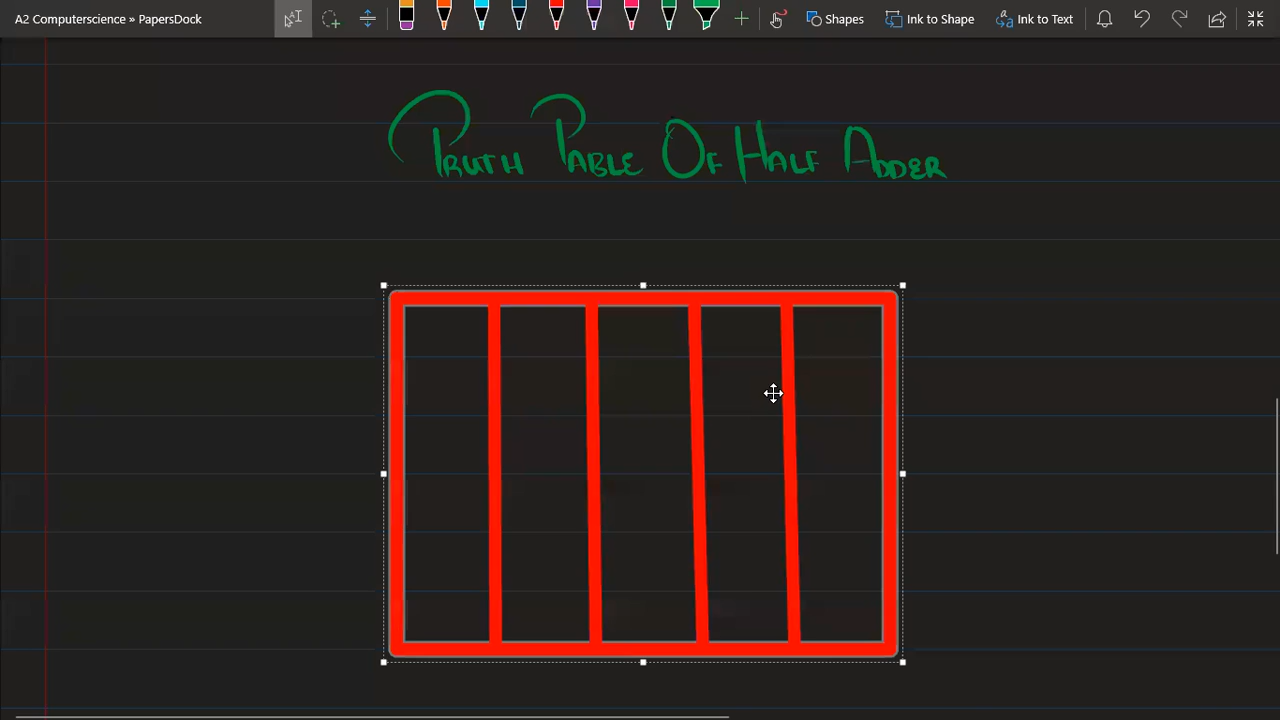 A2 Computerscience » PapersDock
Shapes
Ink to Shape
Ink to Text
TRUTH TABLE OF HALF ADDER